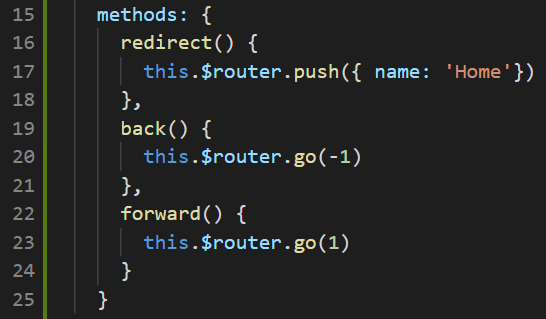 15 methods: {
16 redirect() {
17 this.$router.push({ name: 'Home'})
18 },
19 back() {
20 this.$router.go(-1)
21 },
22 forward() {
23 this.$router.go(1)
24 }
25 }